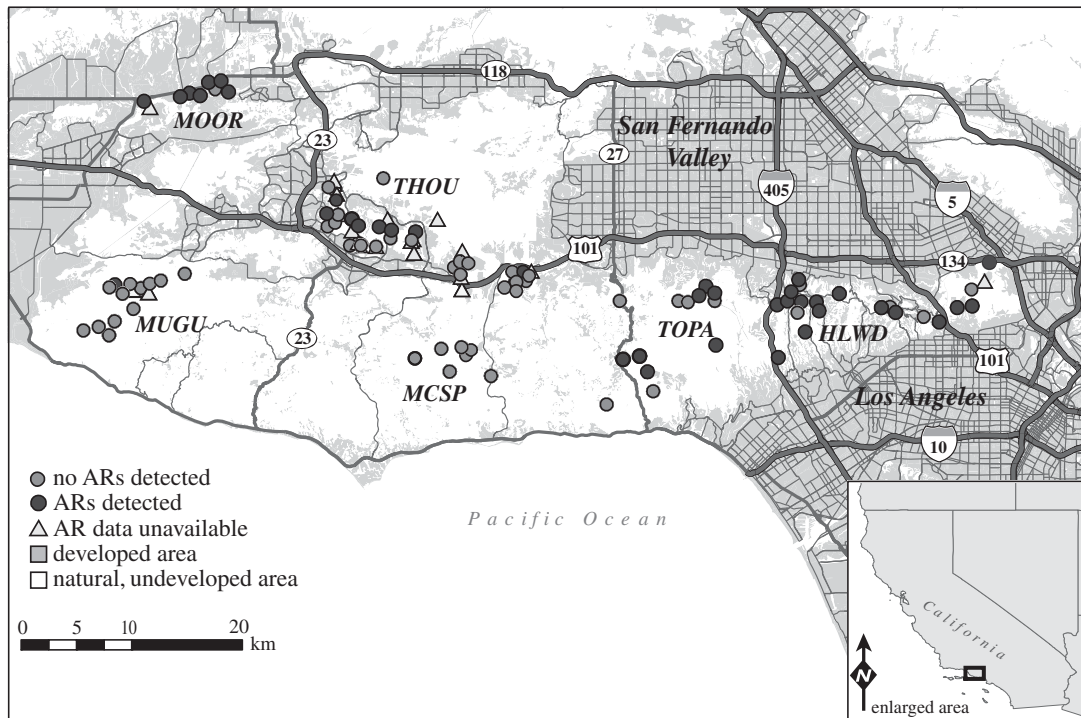 118
MOOR
San Fernando
Valley
23
27
THOU
405
5
101
134
MUGU
TOPA
HLWD
23
MCSP
101
Los Angeles
10
no ARs detected
ARs detected
AR data unavailable
developed area
natural, undeveloped area
Pacific Ocean
0 5 10 20
km
California
N
enlarged area